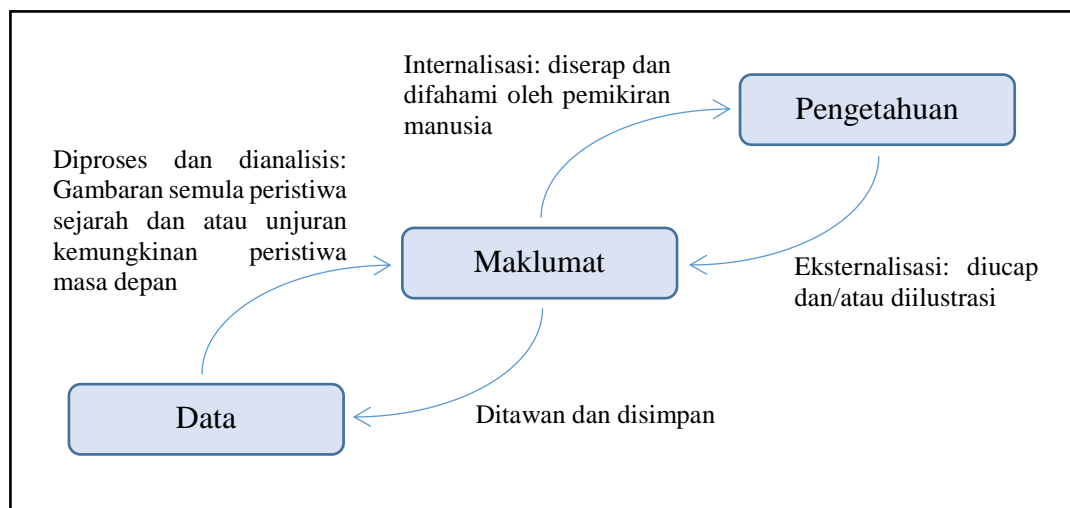 Internalisasi: diserap dan
difahami oleh pemikiran
manusia
Pengetahuan
Diproses dan dianalisis:
Gambaran semula peristiwa
sejarah dan atau unjuran
kemungkinan peristiwa
masa depan
Maklumat
Eksternalisasi: diucap
dan/atau diilustrasi
Data
Ditawan dan disimpan